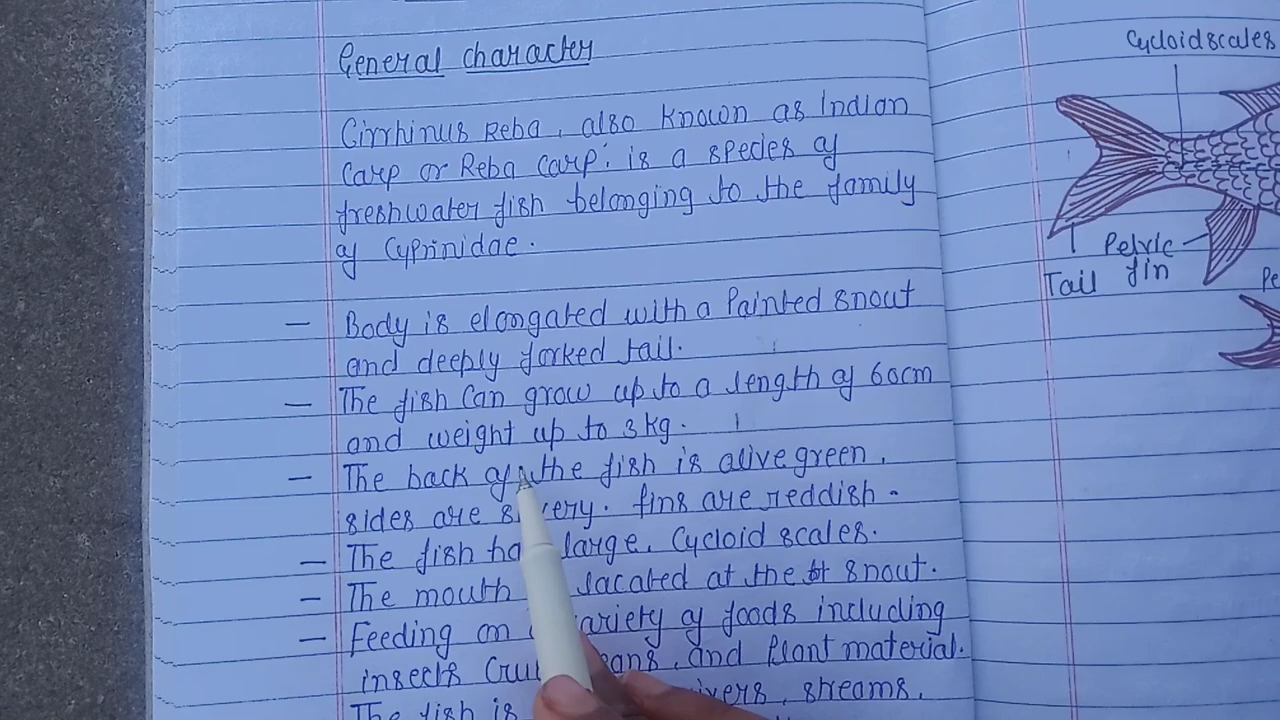 General character
Cirrhinus Reba, also known as Indian
Carp or Reba carp. is a species of
freshwater fish belonging to the family
of Cyprinidae.
— Body is elongated with a Painted snout
and deeply forked tail.
— The fish can grow up to a length of 60cm
and weight up to 3kg.
— The back of the fish is alive green,
sides are silvery. fins are reddish -
— The fish has large, Cycloid scales.
— The mouth lacated at the snout.
— Feeding on variety of foods including
insects and Plant material.
The fish is rivers, streams,
Cycloid scales
Pelvic
fin
Tail